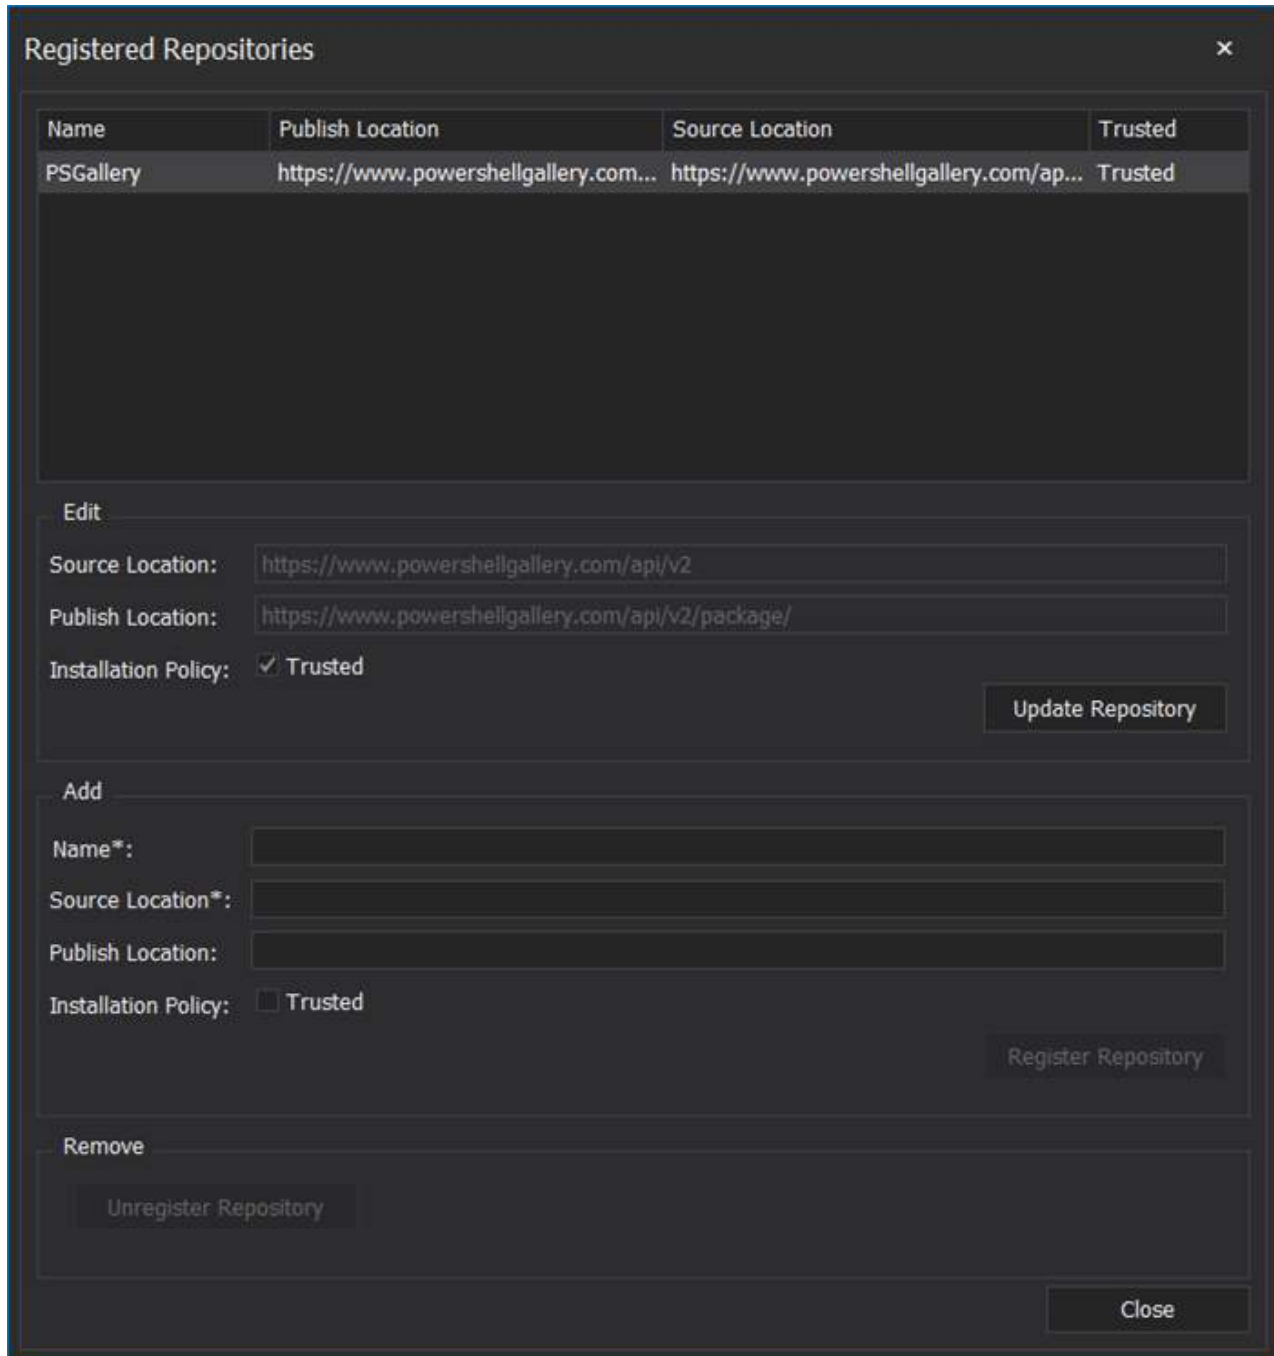 Registered Repositories ×
Name Publish Location Source Location Trusted
PSGallery https://www.powershellgallery.com... https://www.powershellgallery.com/ap... Trusted
Edit
Source Location: https://www.powershellgallery.com/api/v2
Publish Location: https://www.powershellgallery.com/api/v2/package/
Installation Policy: Trusted
Update Repository
Add
Name*:
Source Location*:
Publish Location:
Installation Policy: Trusted
Register Repository
Remove
Unregister Repository
Close